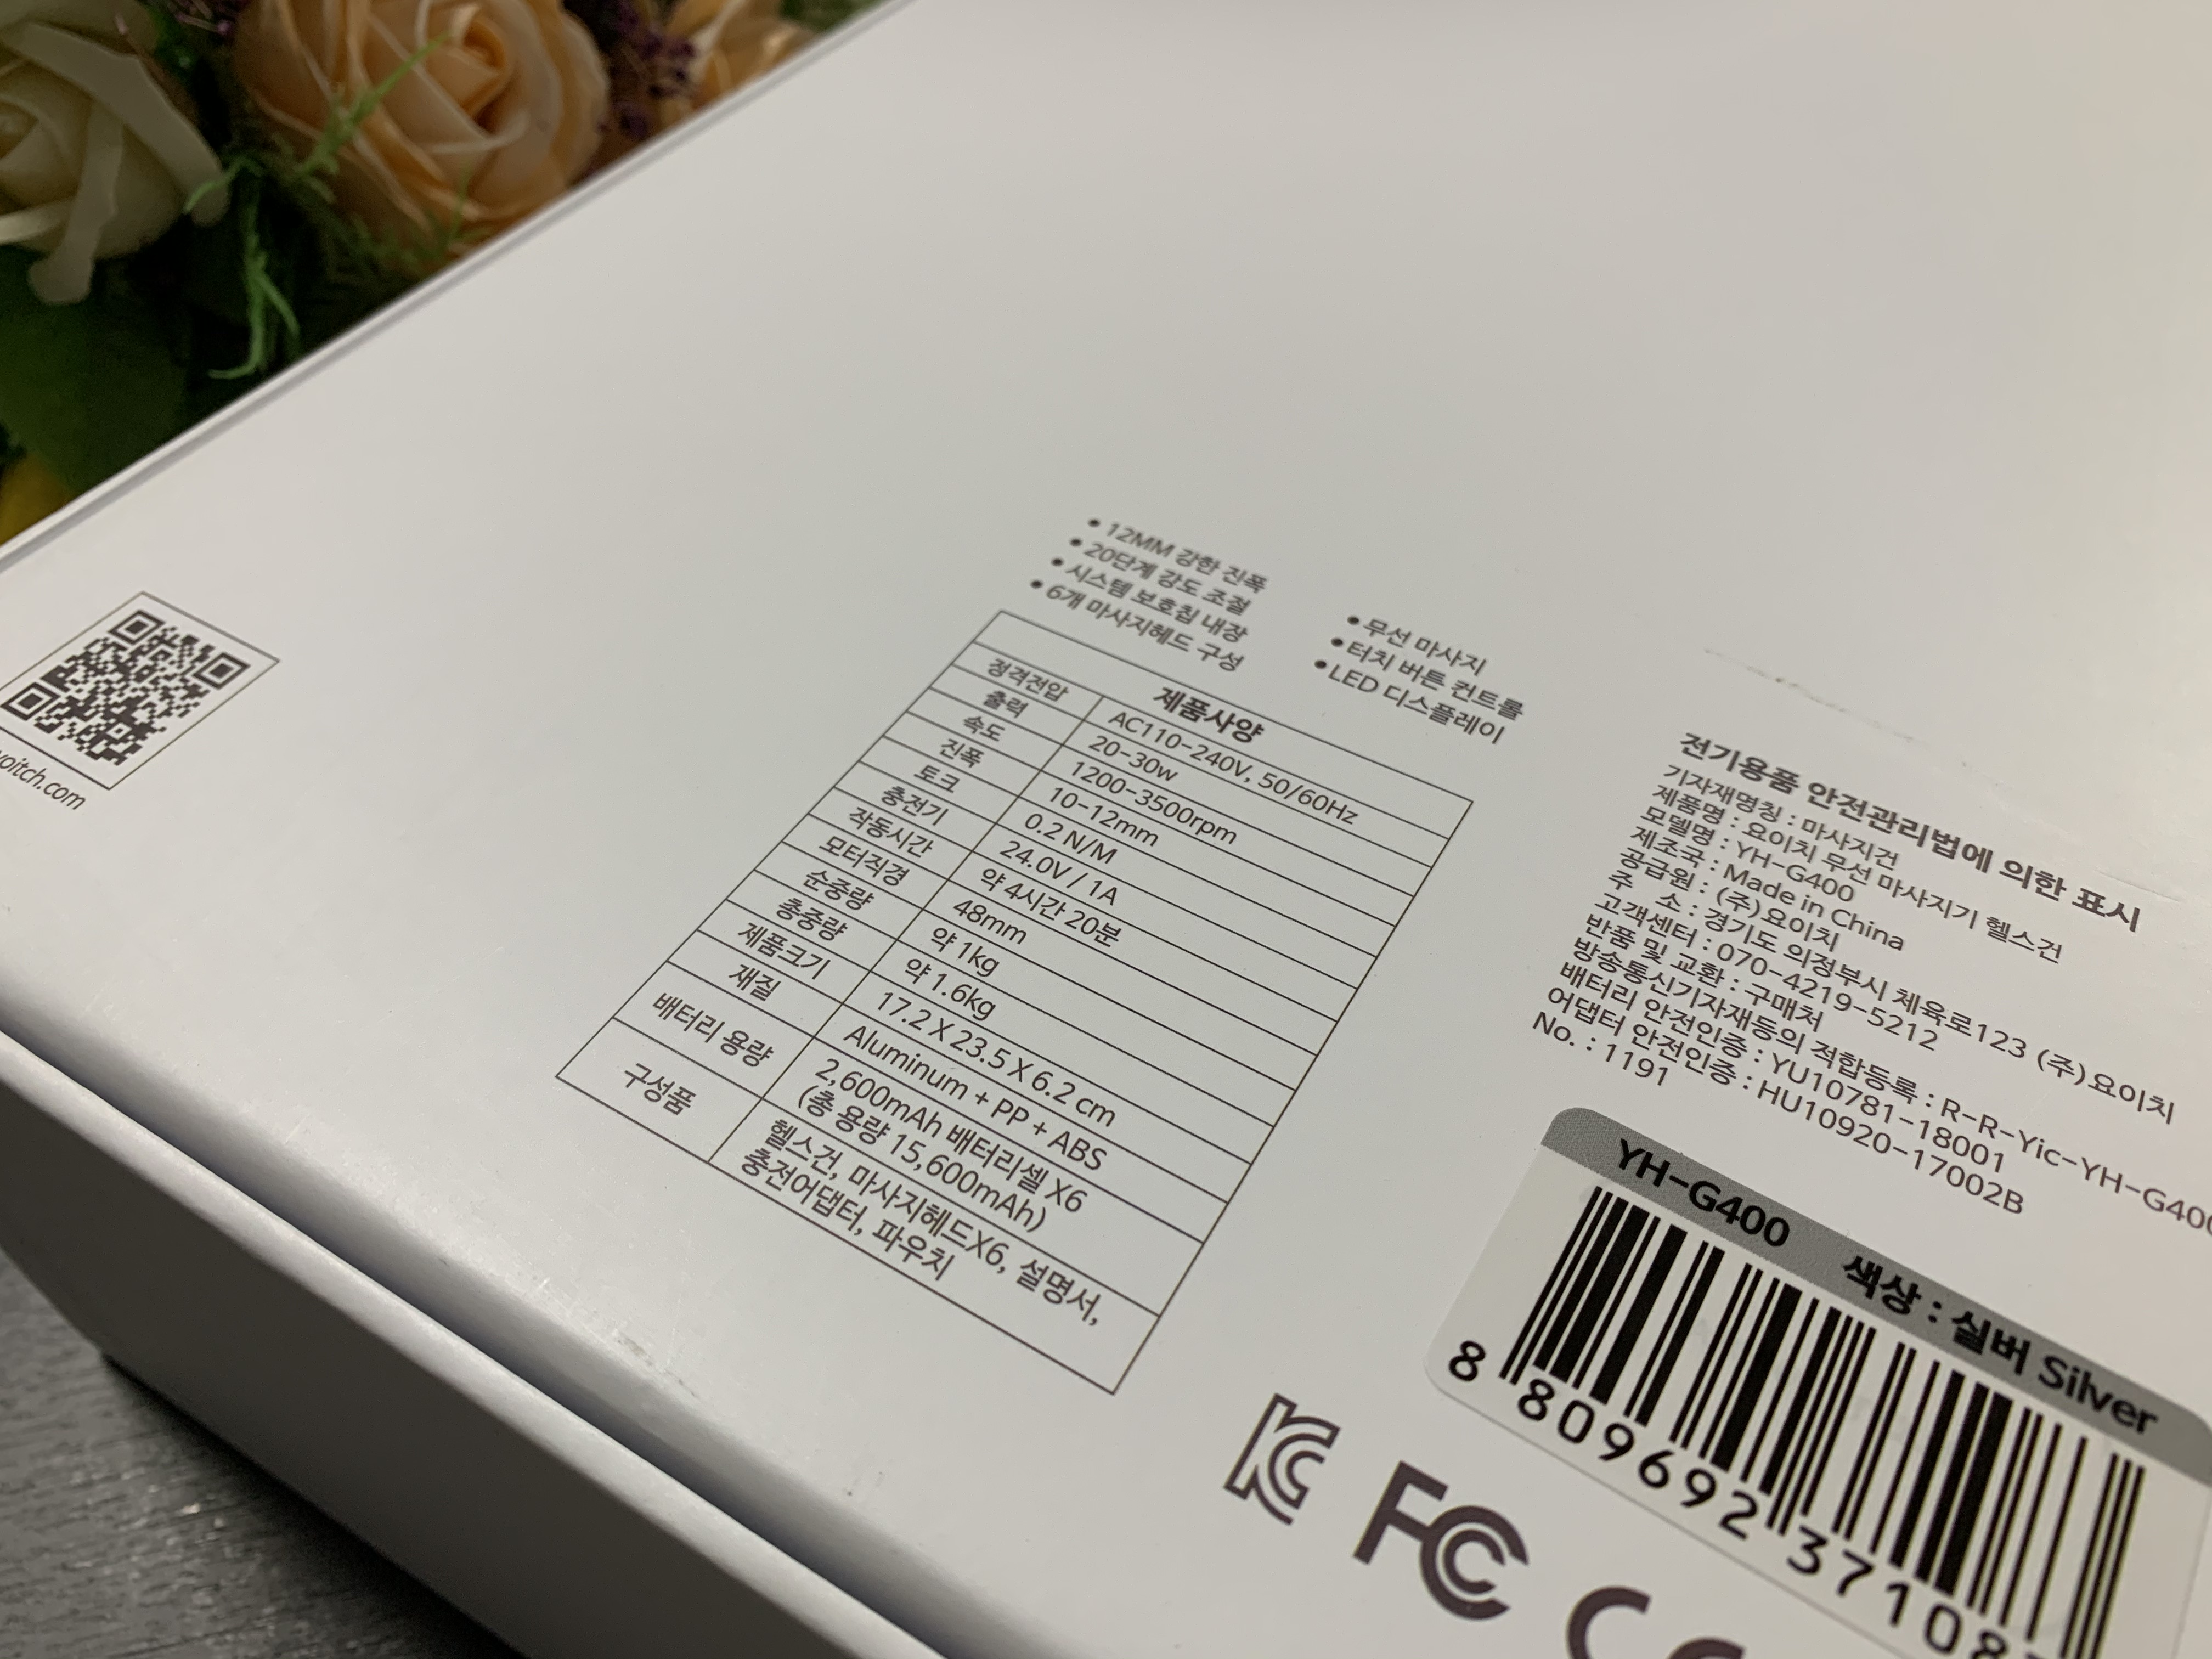 • 12MM 강한 진폭
• 20단계 강도 조절
• 시스템 보호칩 내장
• 6개 마사지헤드 구성
• 무선 마사지
• 터치 버튼 컨트롤
• LED 디스플레이
제품사양
정격전압 AC110-240V, 50/60Hz
출력 20-30w
속도 1200-3500rpm
진폭 10-12mm
토크 0.2 N/M
충전기 24.0V / 1A
작동시간 약 4시간 20분
모터직경 48mm
순중량 약 1kg
총중량 약 1.6kg
제품크기 17.2 X 23.5 X 6.2 cm
재질 Aluminum + PP + ABS
배터리 용량 2,600mAh 배터리셀 X6
(총 용량 15,600mAh)
구성품 헬스건, 마사지헤드X6, 설명서,
충전어댑터, 파우치
전기용품 안전관리법에 의한 표시
기자재명칭 : 마사지건
제품명 : 요이치 무선 마사지기 헬스건
모델명 : YH-G400
제조국 : Made in China
공급원 : (주)요이치
주 소 : 경기도 의정부시 체육로123 (주)요이치
고객센터 : 070-4219-5212
반품 및 교환 : 구매처
방송통신기자재등의 적합등록 : R-R-Yic-YH-G400
배터리 안전인증 : YU10781-18001
어댑터 안전인증 : HU10920-17002B
No. : 1191
YH-G400 색상 : 실버 Silver
8 809692 37108
FC